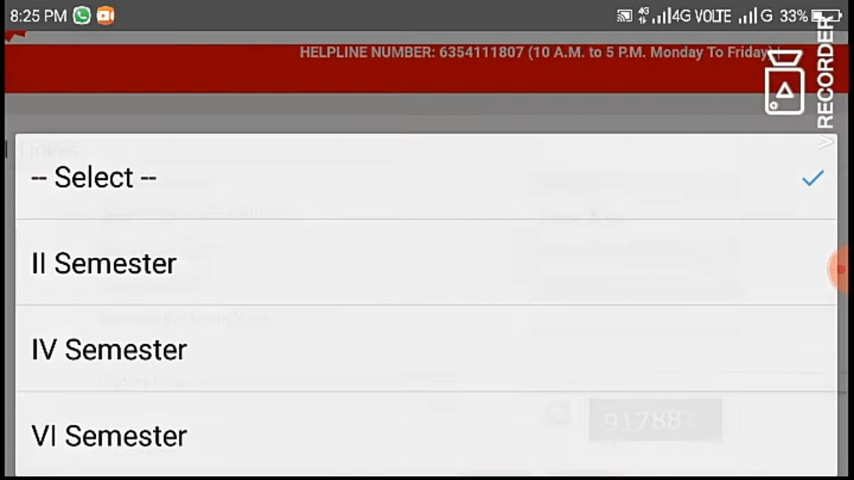 8:25 PM 4G VOLTE G 33%
HELPLINE NUMBER: 6354111807 (10 A.M. to 5 P.M. Monday To Friday)
V RECORDER
-- Select --
II Semester
IV Semester
VI Semester